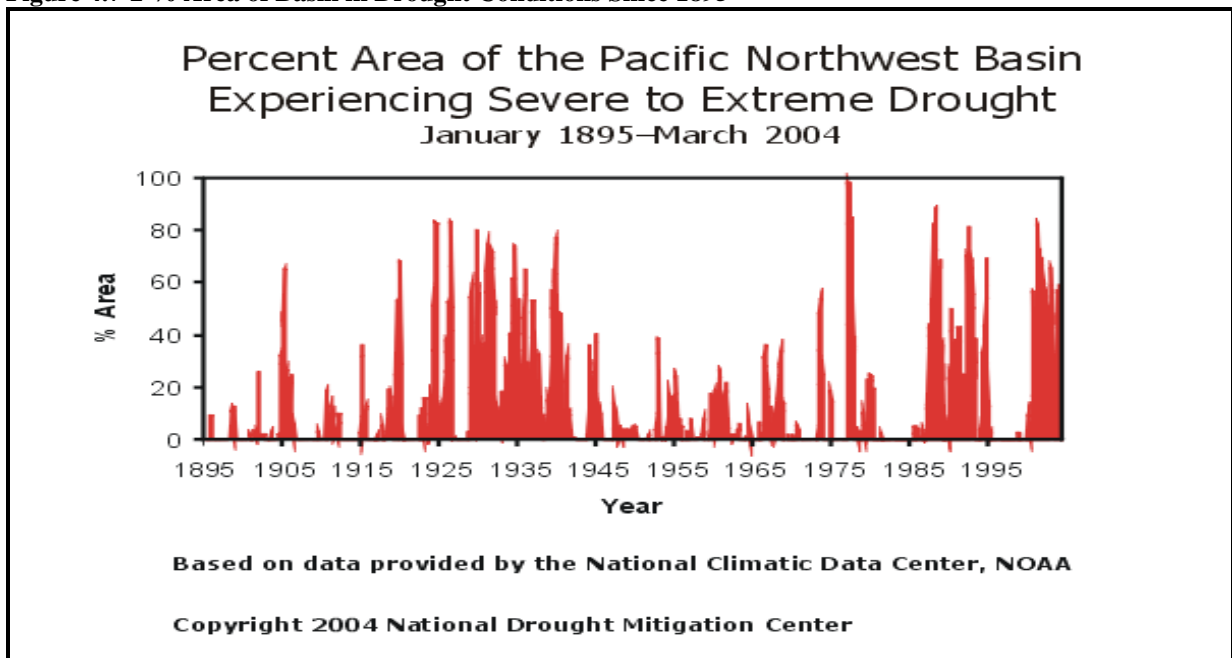 Percent Area of the Pacific Northwest Basin
Experiencing Severe to Extreme Drought
January 1895–March 2004
100
80
60
40
20
0
% Area
1895 1905 1915 1925 1935 1945 1955 1965 1975 1985 1995
Year
Based on data provided by the National Climatic Data Center, NOAA
Copyright 2004 National Drought Mitigation Center